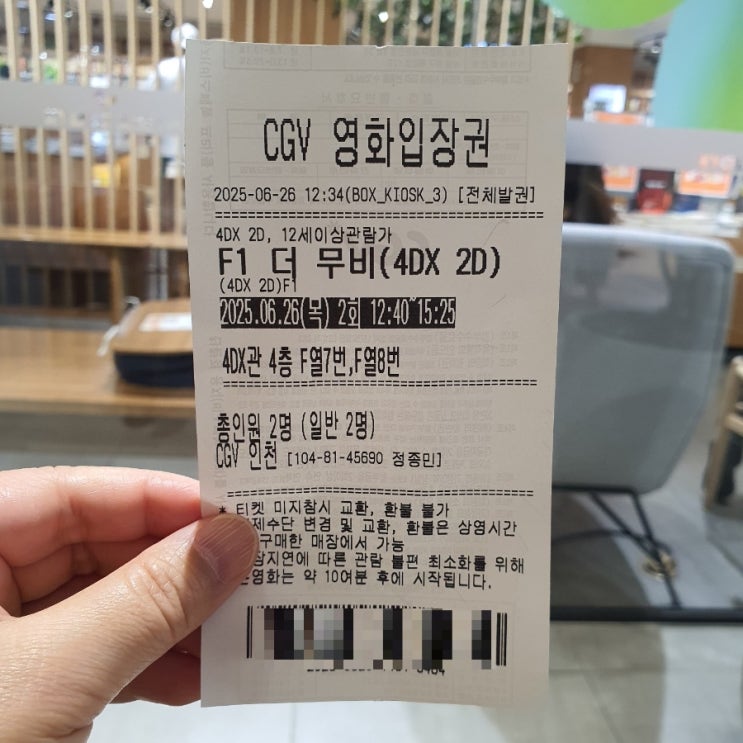 CGV 영화입장권
2025-06-26 12:34(BOX_KIOSK_3) [전체발권]
4DX 2D, 12세이상관람가
F1 더 무비(4DX 2D)
(4DX 2D)F1
2025.06.26(목) 2회 12:40~15:25
4DX관 4층 F열7번,F열8번
총인원 2명 (일반 2명)
CGV 인천 [104-81-45690 정종민]
* 티켓 미지참시 교환, 환불 불가
제수단 변경 및 교환, 환불은 상영시간
구매한 매장에서 가능
장지연에 따른 관람 불편 최소화를 위해
영화는 약 10여분 후에 시작됩니다.